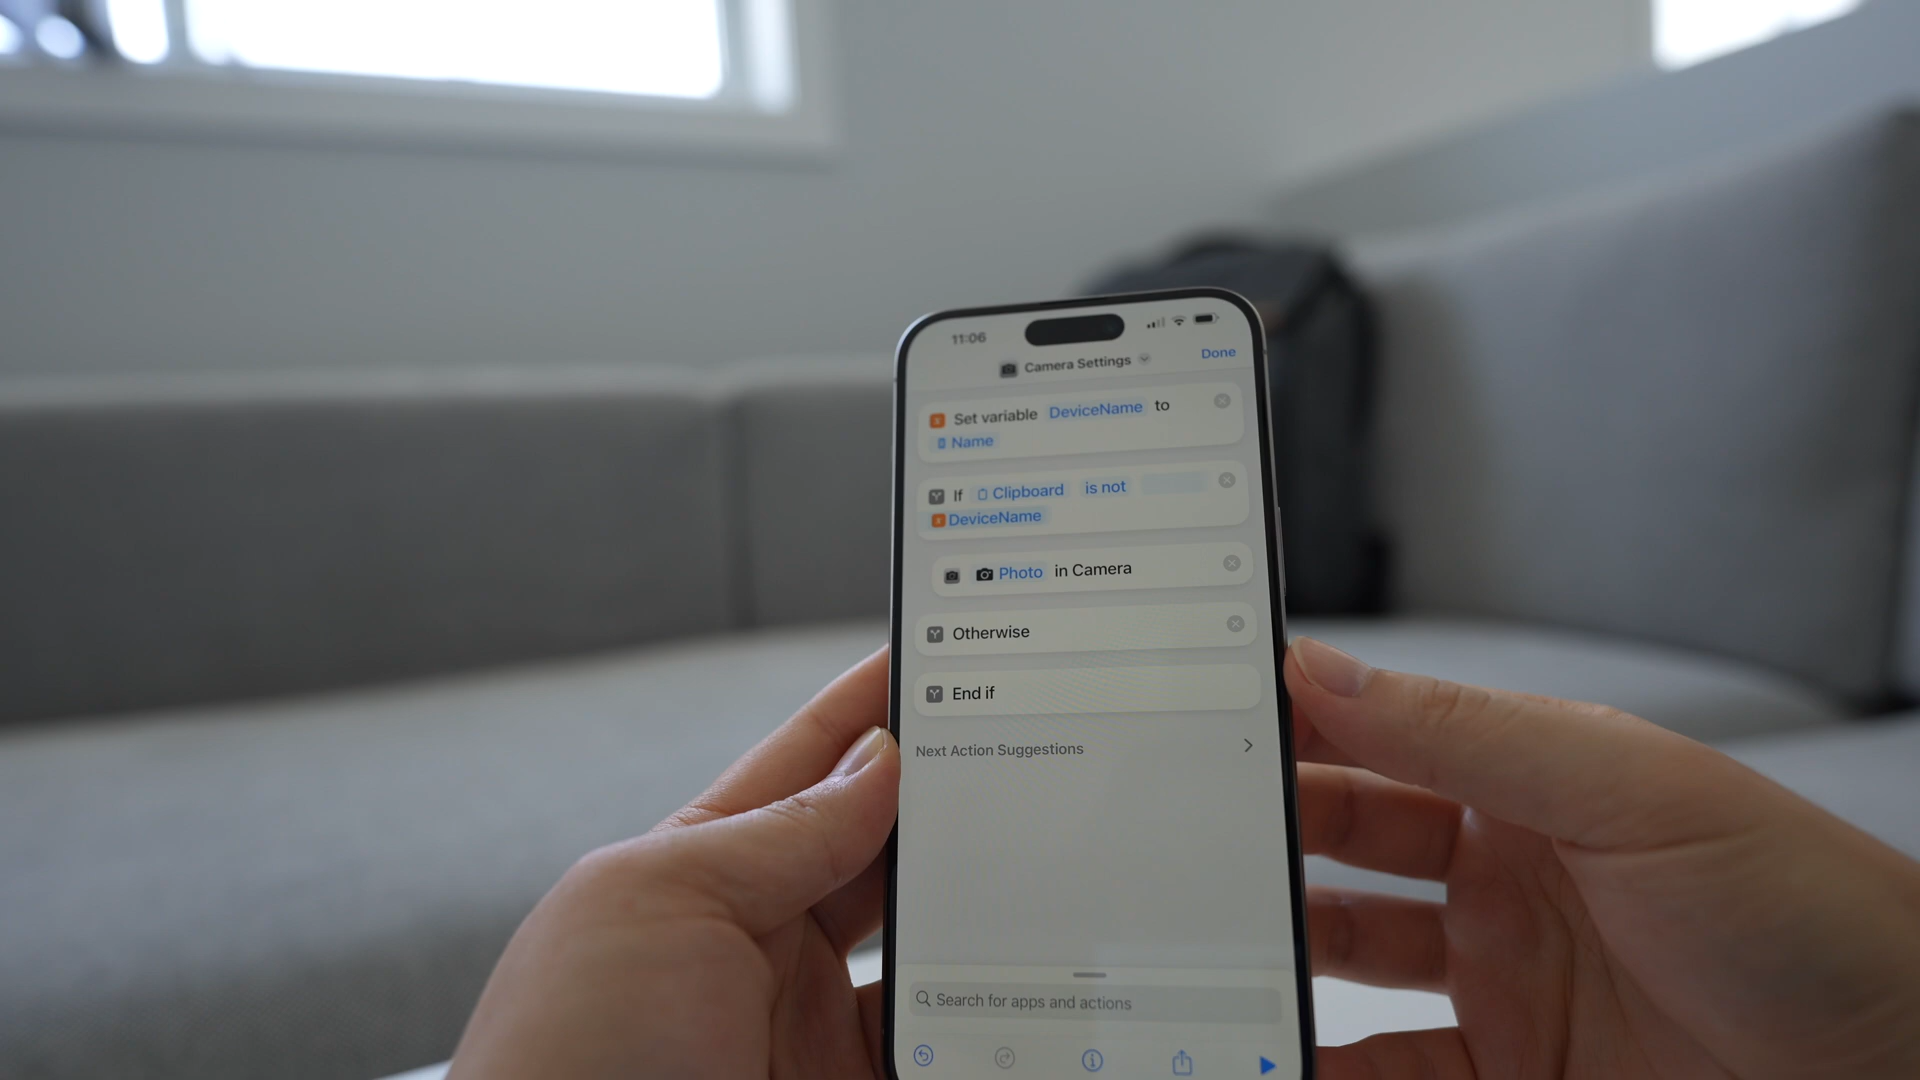 11:06
Camera Settings
Done
Set variable DeviceName to
Name
If Clipboard is not
DeviceName
Photo in Camera
Otherwise
End if
Next Action Suggestions
Search for apps and actions